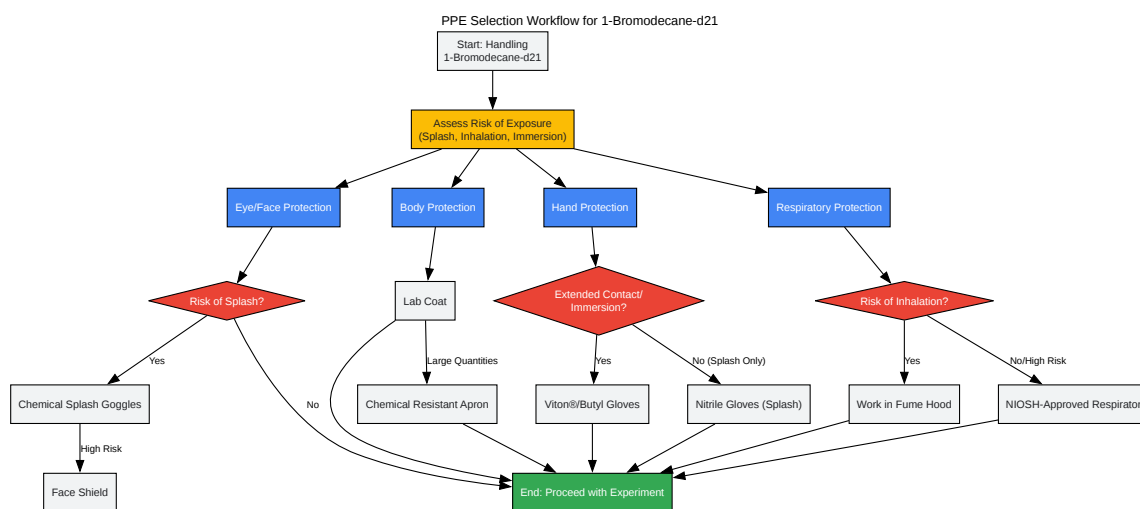 PPE Selection Workflow for 1-Bromodecane-d21
Start: Handling
1-Bromodecane-d21
Assess Risk of Exposure
(Splash, Inhalation, Immersion)
Eye/Face Protection
Body Protection
Hand Protection
Respiratory Protection
Risk of Splash?
Lab Coat
Extended Contact/
Immersion?
Risk of Inhalation?
Yes
No
Large Quantities
Yes
No (Splash Only)
Yes
No/High Risk
Chemical Splash Goggles
Chemical Resistant Apron
Viton®/Butyl Gloves
Nitrile Gloves (Splash)
Work in Fume Hood
NIOSH-Approved Respirator
High Risk
Face Shield
End: Proceed with Experiment